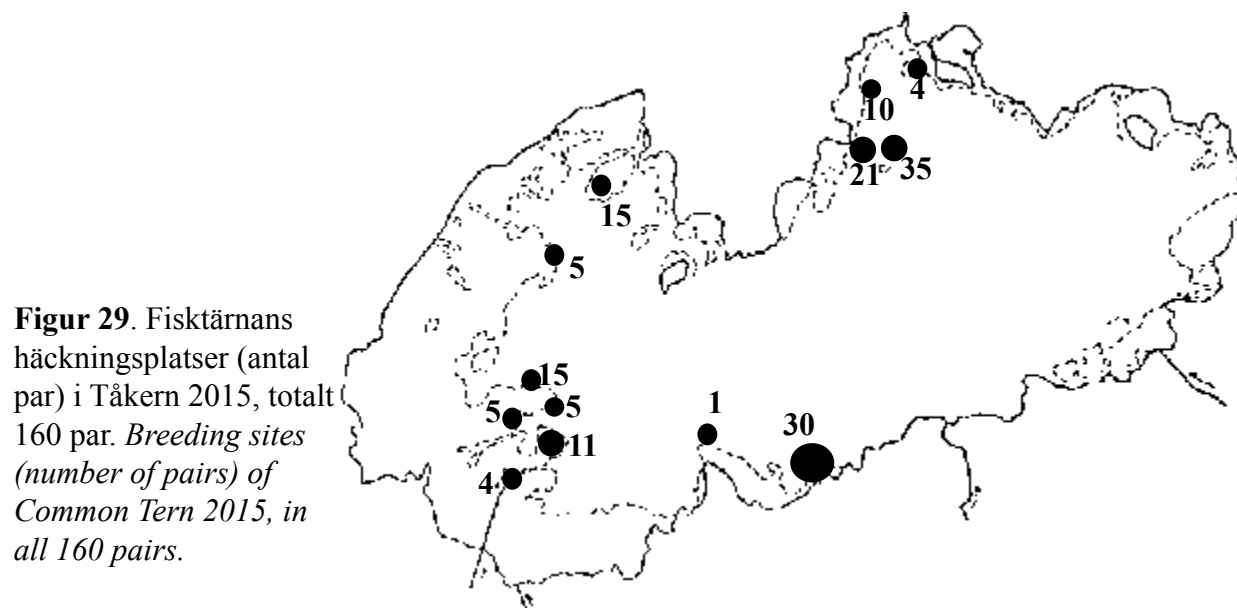 4
10
21
35
15
5
15
5
5
11
4
1
30
Figur 29. Fisktärnans
häckningsplatser (antal
par) i Tåkern 2015, totalt
160 par. Breeding sites
(number of pairs) of
Common Tern 2015, in
all 160 pairs.